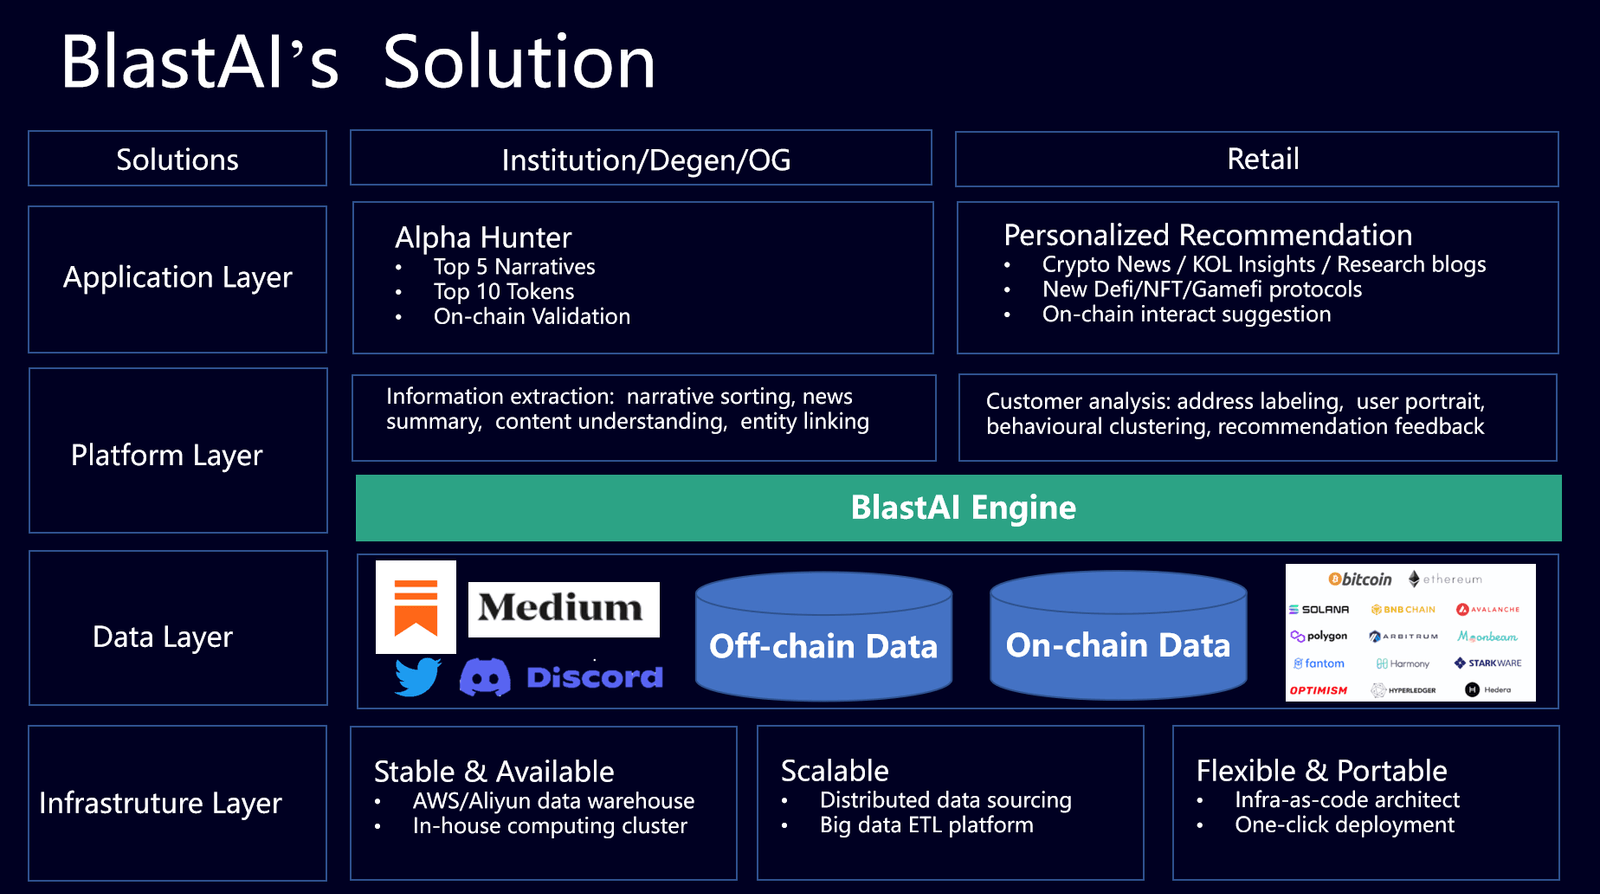 BlastAI’s Solution
Solutions
Institution/Degen/OG
Retail
Application Layer
Alpha Hunter
• Top 5 Narratives
• Top 10 Tokens
• On-chain Validation
Personalized Recommendation
• Crypto News / KOL Insights / Research blogs
• New Defi/NFT/Gamefi protocols
• On-chain interact suggestion
Platform Layer
Information extraction: narrative sorting, news
summary, content understanding, entity linking
Customer analysis: address labeling, user portrait,
behavioural clustering, recommendation feedback
BlastAI Engine
Data Layer
Medium
Discord
Off-chain Data
On-chain Data
bitcoin ethereum
SOLANA BNB CHAIN AVALANCHE
polygon ARBITRUM Moonbeam
fantom Harmony STARKWARE
OPTIMISM HYPERLEDGER Hedera
Infrastruture Layer
Stable & Available
• AWS/Aliyun data warehouse
• In-house computing cluster
Scalable
• Distributed data sourcing
• Big data ETL platform
Flexible & Portable
• Infra-as-code architect
• One-click deployment